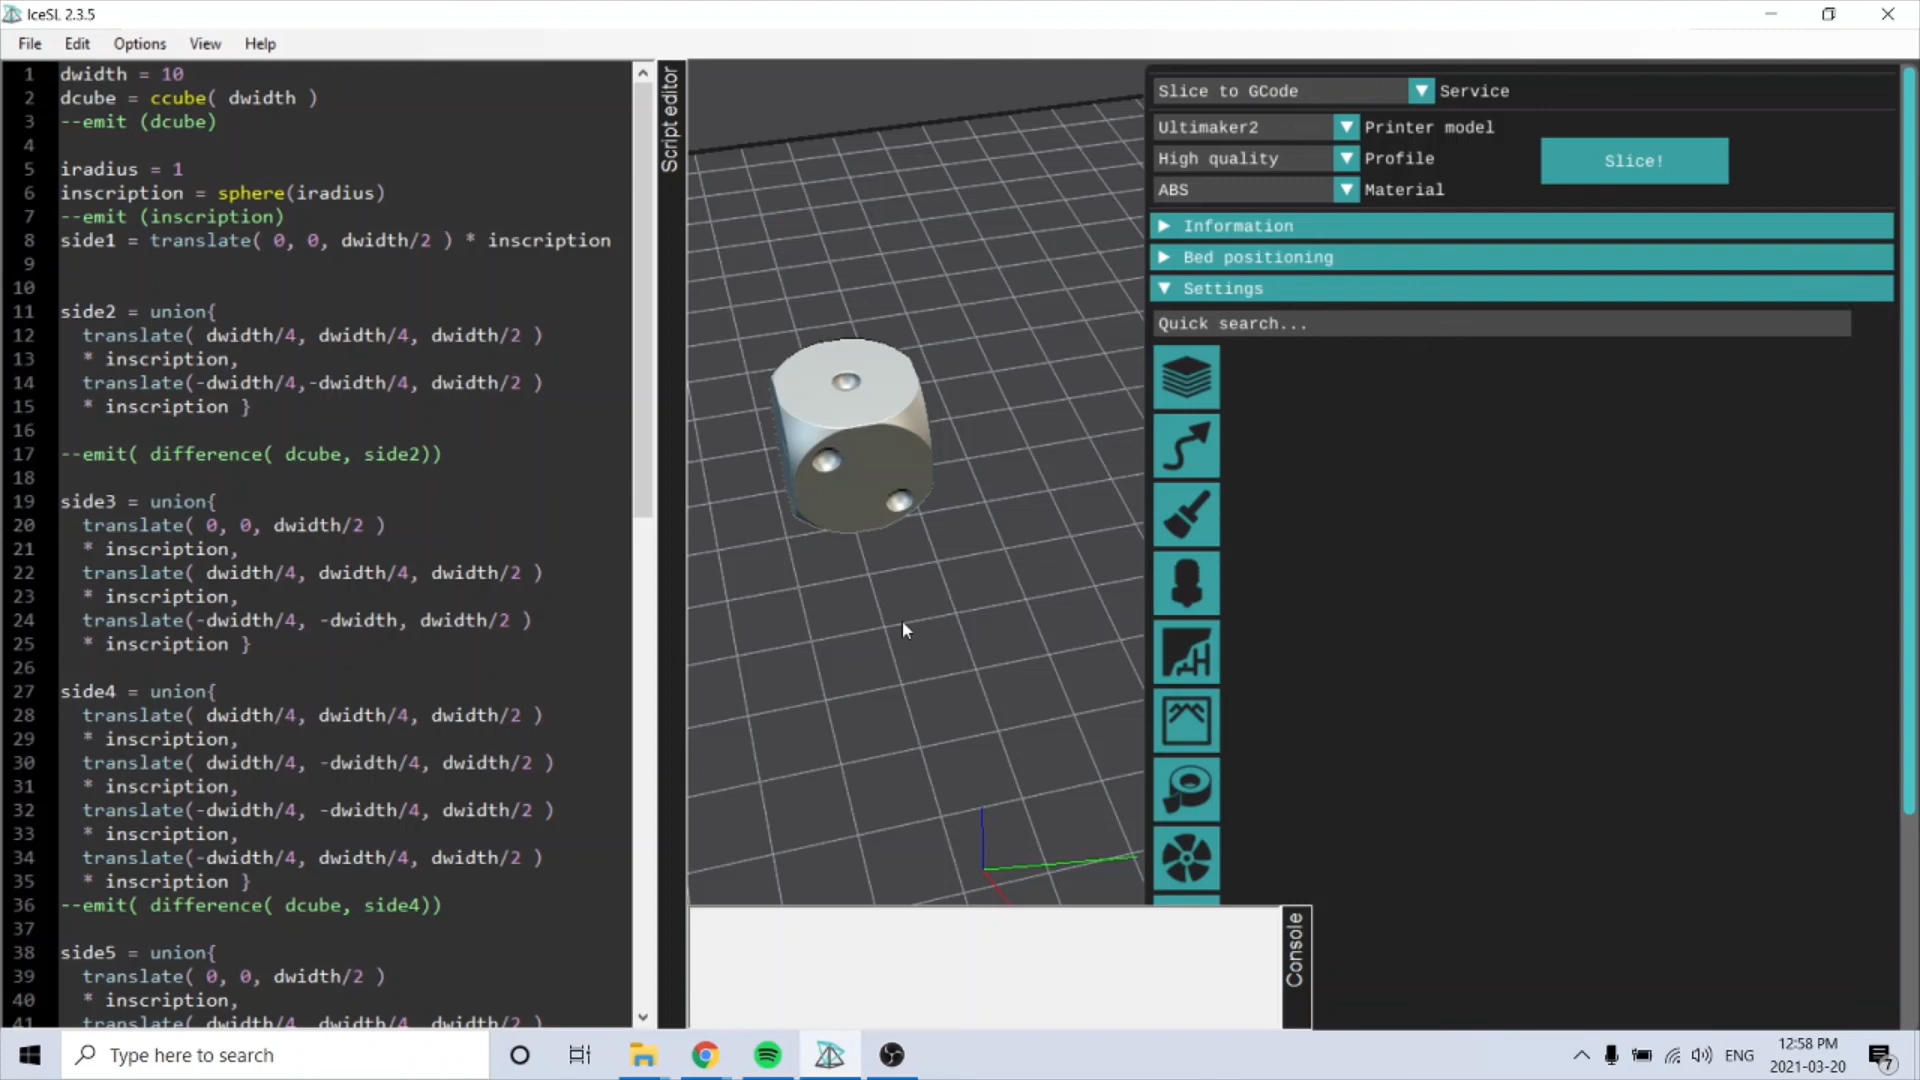 IceSL 2.3.5
File Edit Options View Help
1 dwidth = 10
2 dcube = ccube( dwidth )
3 --emit (dcube)
4
5 iradius = 1
6 inscription = sphere(iradius)
7 --emit (inscription)
8 side1 = translate( 0, 0, dwidth/2 ) * inscription
9
10
11 side2 = union{
12 translate( dwidth/4, dwidth/4, dwidth/2 )
13 * inscription,
14 translate(-dwidth/4,-dwidth/4, dwidth/2 )
15 * inscription }
16
17 --emit( difference( dcube, side2))
18
19 side3 = union{
20 translate( 0, 0, dwidth/2 )
21 * inscription,
22 translate( dwidth/4, dwidth/4, dwidth/2 )
23 * inscription,
24 translate(-dwidth/4, -dwidth, dwidth/2 )
25 * inscription }
26
27 side4 = union{
28 translate( dwidth/4, dwidth/4, dwidth/2 )
29 * inscription,
30 translate( dwidth/4, -dwidth/4, dwidth/2 )
31 * inscription,
32 translate(-dwidth/4, -dwidth/4, dwidth/2 )
33 * inscription,
34 translate(-dwidth/4, dwidth/4, dwidth/2 )
35 * inscription }
36 --emit( difference( dcube, side4))
37
38 side5 = union{
39 translate( 0, 0, dwidth/2 )
40 * inscription,
41 translate( dwidth/4, dwidth/4, dwidth/2 )
Script editor
Slice to GCode Service
Ultimaker2 Printer model
High quality Profile
ABS Material
Slice!
Information
Bed positioning
Settings
Quick search...
Console
Type here to search
ENG
12:58 PM
2021-03-20
7